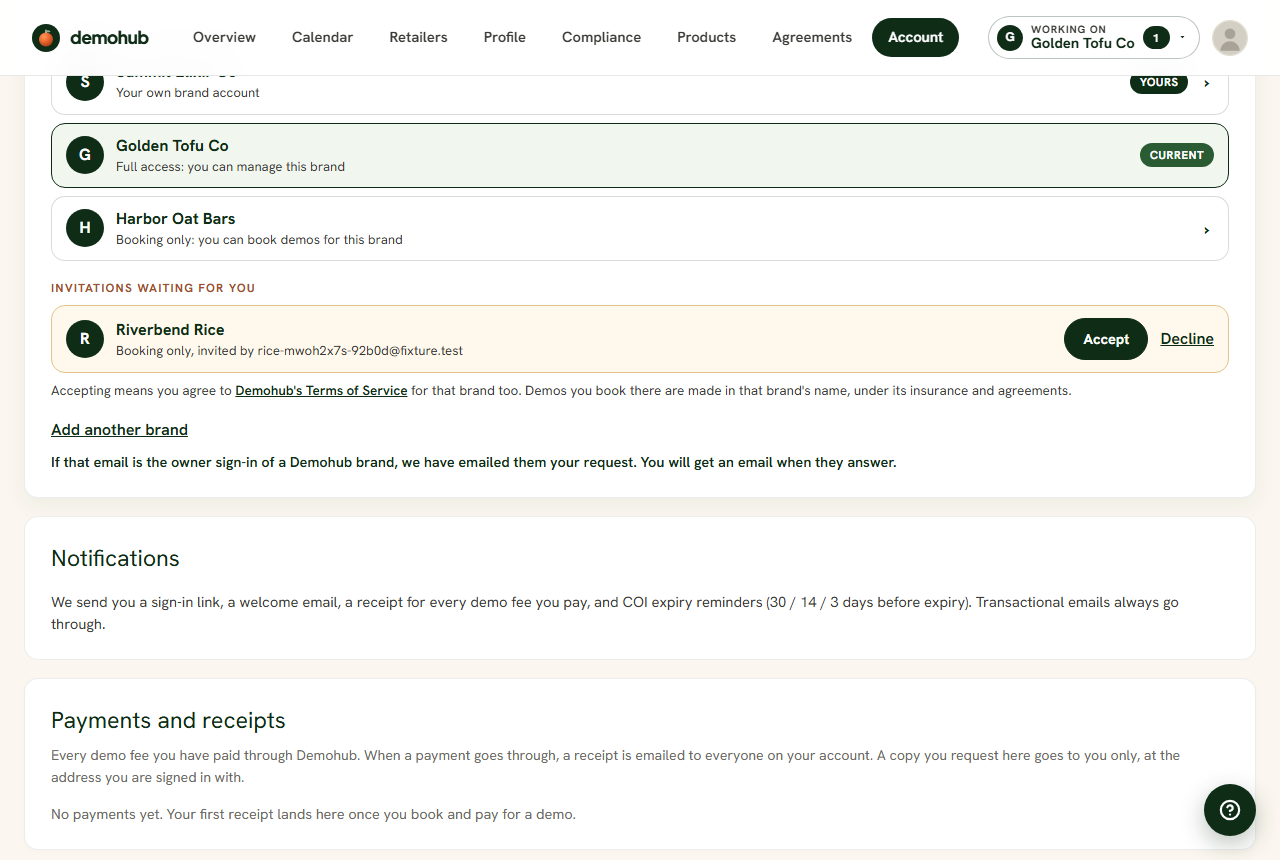 demohub
Overview
Calendar
Retailers
Profile
Compliance
Products
Agreements
Account
G
WORKING ON
Golden Tofu Co
1
S
Your own brand account
YOURS
G
Golden Tofu Co
Full access: you can manage this brand
CURRENT
H
Harbor Oat Bars
Booking only: you can book demos for this brand
INVITATIONS WAITING FOR YOU
R
Riverbend Rice
Booking only, invited by rice-mwoh2x7s-92b0d@fixture.test
Accept
Decline
Accepting means you agree to Demohub's Terms of Service for that brand too. Demos you book there are made in that brand's name, under its insurance and agreements.
Add another brand
If that email is the owner sign-in of a Demohub brand, we have emailed them your request. You will get an email when they answer.
Notifications
We send you a sign-in link, a welcome email, a receipt for every demo fee you pay, and COI expiry reminders (30 / 14 / 3 days before expiry). Transactional emails always go
through.
Payments and receipts
Every demo fee you have paid through Demohub. When a payment goes through, a receipt is emailed to everyone on your account. A copy you request here goes to you only, at the
address you are signed in with.
No payments yet. Your first receipt lands here once you book and pay for a demo.